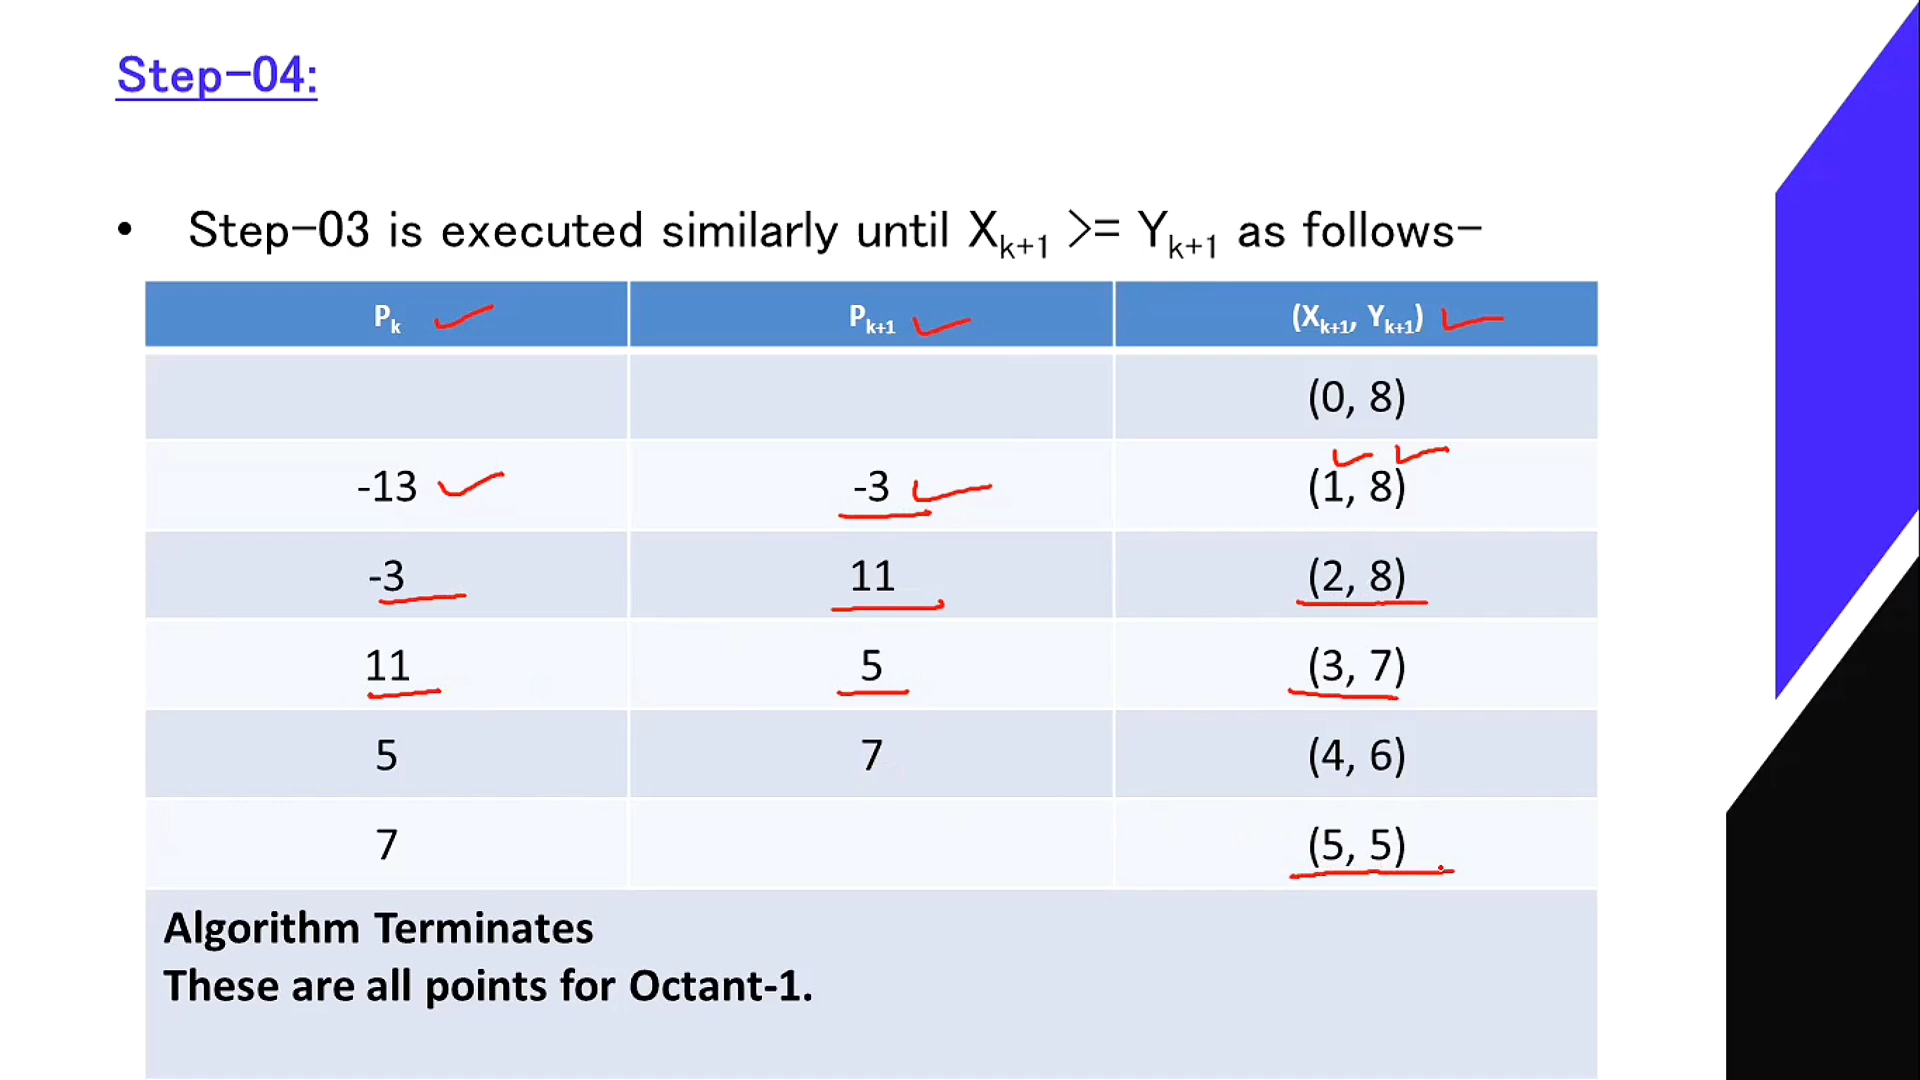 Step-04:
• Step-03 is executed similarly until Xk+1 >= Yk+1 as follows-
Pk Pk+1 (Xk+1, Yk+1)
(0, 8)
-13 -3 (1, 8)
-3 11 (2, 8)
11 5 (3, 7)
5 7 (4, 6)
7 (5, 5)
Algorithm Terminates
These are all points for Octant-1.